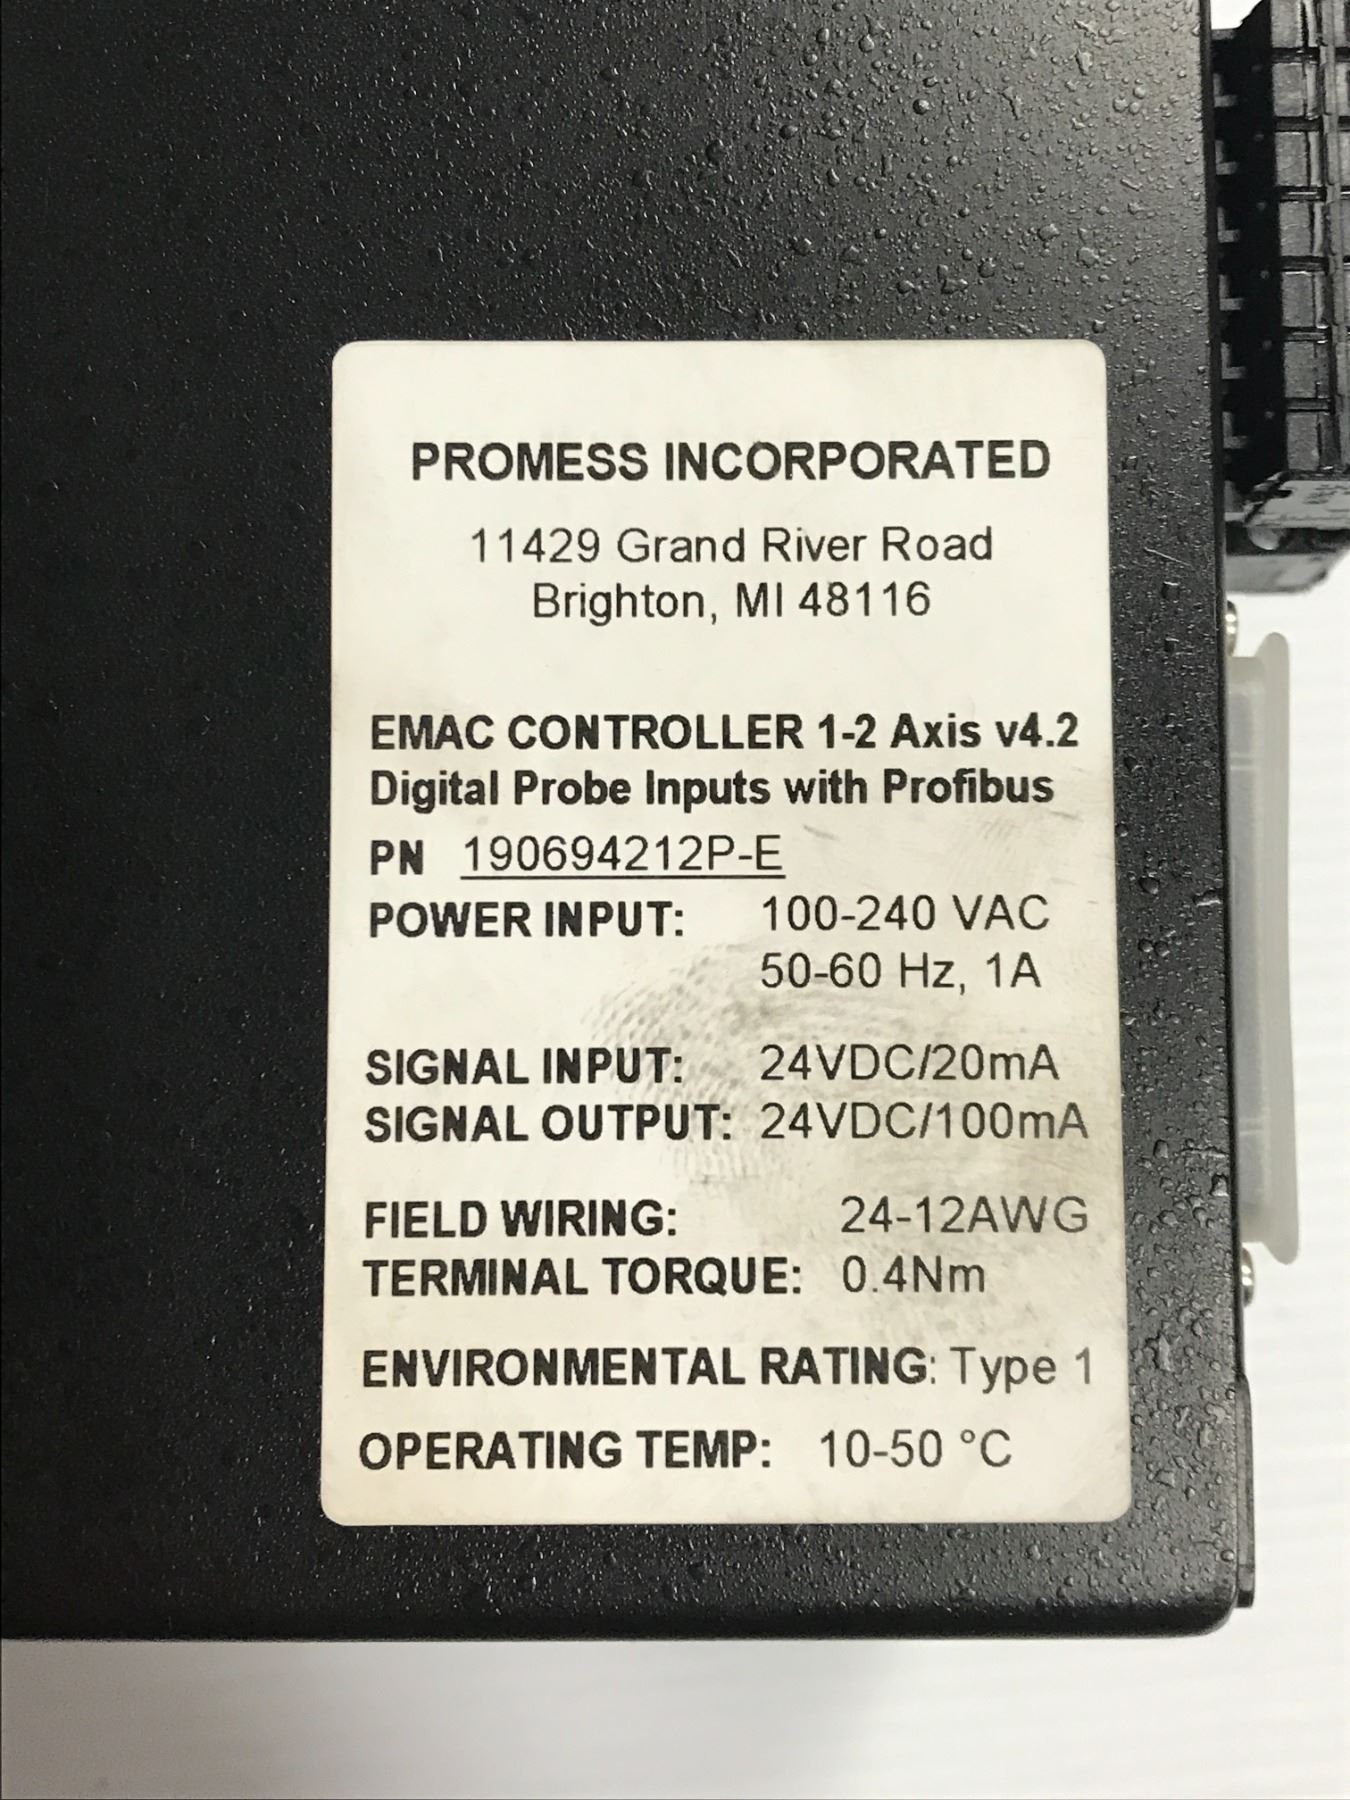 PROMESS INCORPORATED
11429 Grand River Road
Brighton, MI 48116
EMAC CONTROLLER 1-2 Axis v4.2
Digital Probe Inputs with Profibus
PN 190694212P-E
POWER INPUT: 100-240 VAC
50-60 Hz, 1A
SIGNAL INPUT: 24VDC/20mA
SIGNAL OUTPUT: 24VDC/100mA
FIELD WIRING: 24-12AWG
TERMINAL TORQUE: 0.4Nm
ENVIRONMENTAL RATING: Type 1
OPERATING TEMP: 10-50 °C